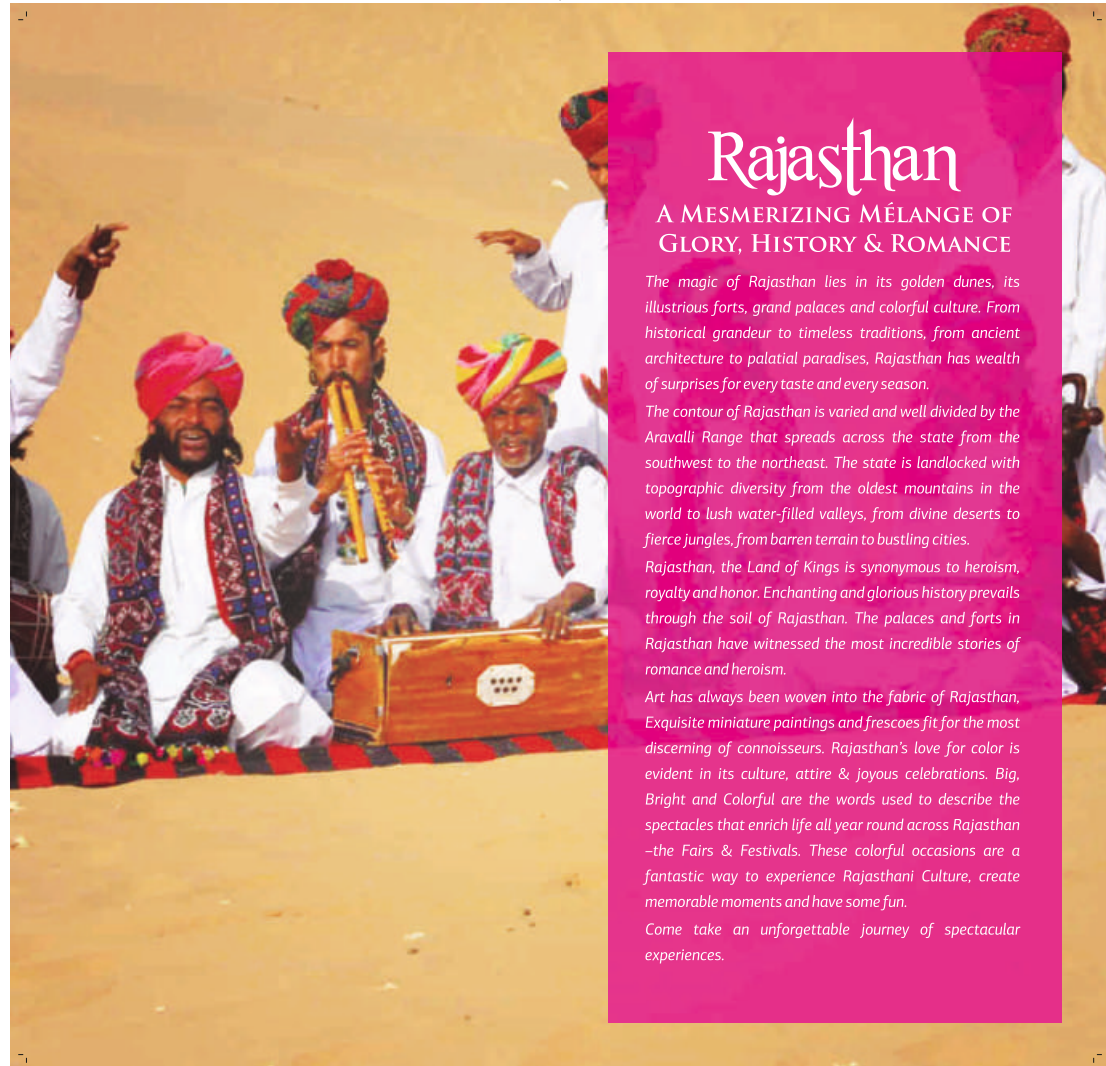 Rajasthan
A Mesmerizing Mélange of
Glory, History & Romance
The magic of Rajasthan lies in its golden dunes, its
illustrious forts, grand palaces and colorful culture. From
historical grandeur to timeless traditions, from ancient
architecture to palatial paradises, Rajasthan has wealth
of surprises for every taste and every season.
The contour of Rajasthan is varied and well divided by the
Aravalli Range that spreads across the state from the
southwest to the northeast. The state is landlocked with
topographic diversity from the oldest mountains in the
world to lush water-filled valleys, from divine deserts to
fierce jungles, from barren terrain to bustling cities.
Rajasthan, the Land of Kings is synonymous to heroism,
royalty and honor. Enchanting and glorious history prevails
through the soil of Rajasthan. The palaces and forts in
Rajasthan have witnessed the most incredible stories of
romance and heroism.
Art has always been woven into the fabric of Rajasthan,
Exquisite miniature paintings and frescoes fit for the most
discerning of connoisseurs. Rajasthan's love for color is
evident in its culture, attire & joyous celebrations. Big,
Bright and Colorful are the words used to describe the
spectacles that enrich life all year round across Rajasthan
–the Fairs & Festivals. These colorful occasions are a
fantastic way to experience Rajasthani Culture, create
memorable moments and have some fun.
Come take an unforgettable journey of spectacular
experiences.